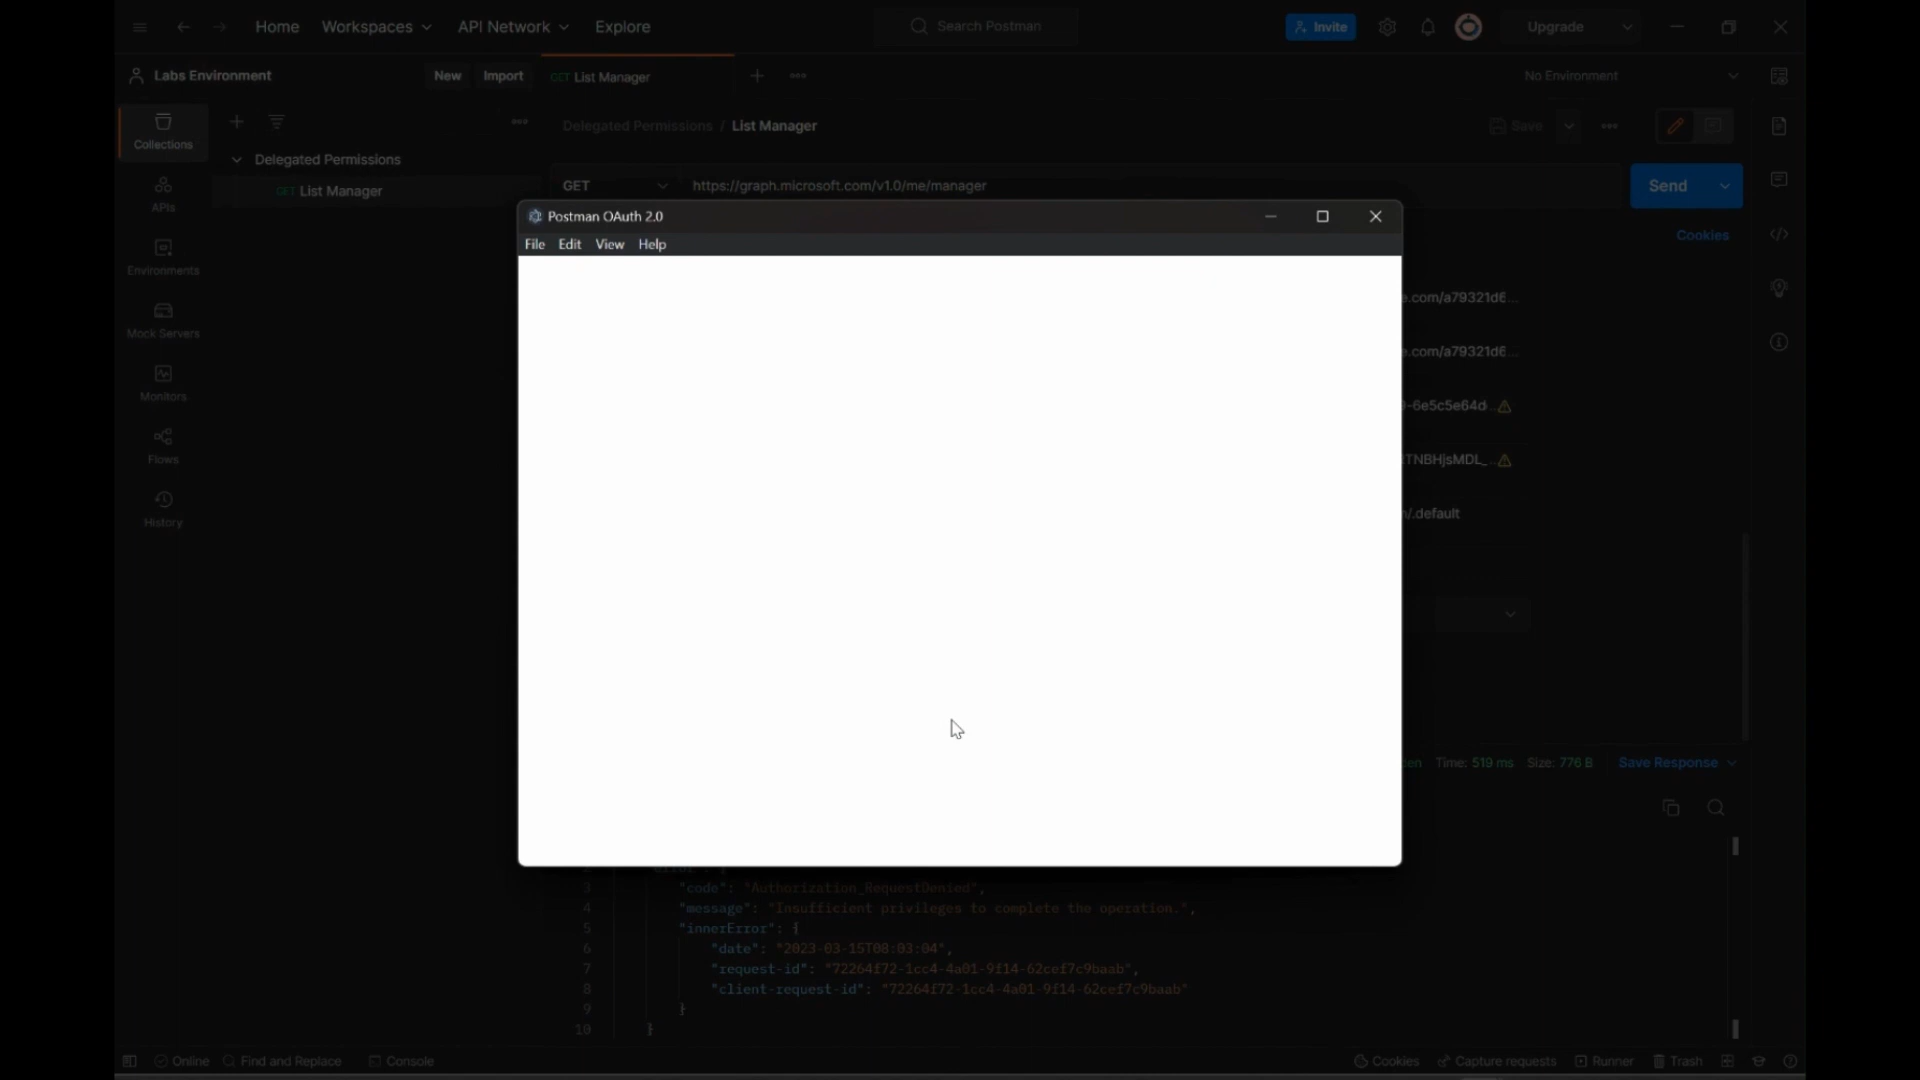 Home Workspaces API Network Explore Search Postman Invite Upgrade
Labs Environment New Import GET List Manager No Environment
Collections
Delegated Permissions / List Manager Save
Delegated Permissions
GET List Manager
GET https://graph.microsoft.com/v1.0/me/manager Send
APIs
Postman OAuth 2.0
File Edit View Help
Cookies
Environments
e.com/a79321d6...
Mock Servers
e.com/a79321d6...
Monitors
9-6e5c5e64d
Flows
TNBHjsMDL_
History
/.default
Time: 519 ms Size: 776 B Save Response
2
3 "code": "Authorization_RequestDenied",
4 "message": "Insufficient privileges to complete the operation.",
5 "innerError": {
6 "date": "2023-03-15T08:03:04",
7 "request-id": "72264f72-1cc4-4a01-9f14-62cef7c9baab",
8 "client-request-id": "72264f72-1cc4-4a01-9f14-62cef7c9baab"
9 }
10 }
Online Find and Replace Console Cookies Capture requests Runner Trash